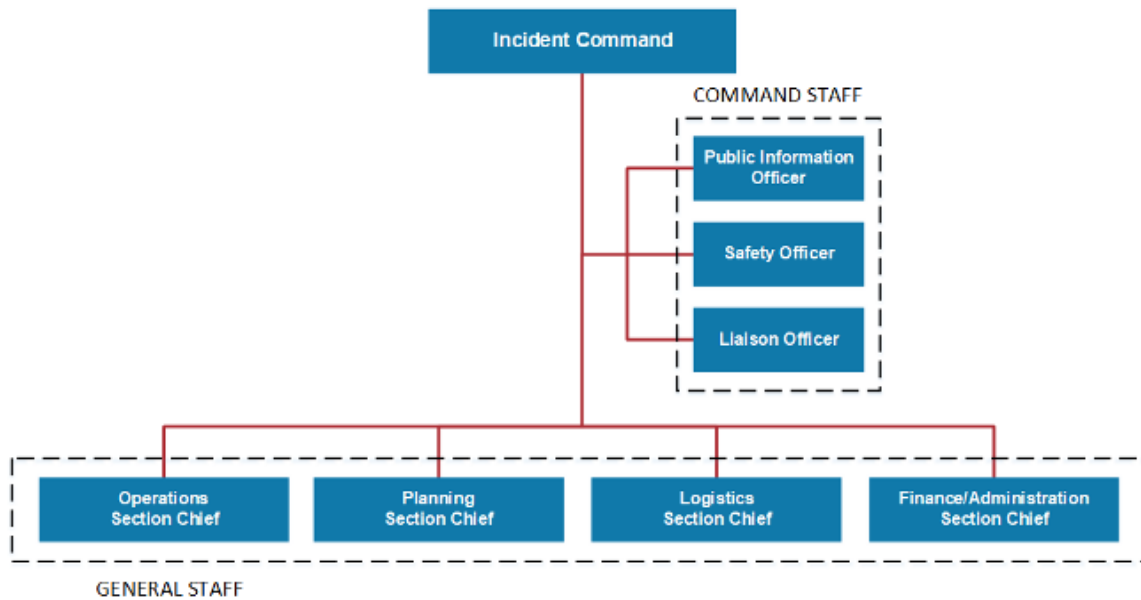 Incident Command
COMMAND STAFF
Public Information
Officer
Safety Officer
Liaison Officer
Operations
Section Chief
Planning
Section Chief
Logistics
Section Chief
Finance/Administration
Section Chief
GENERAL STAFF